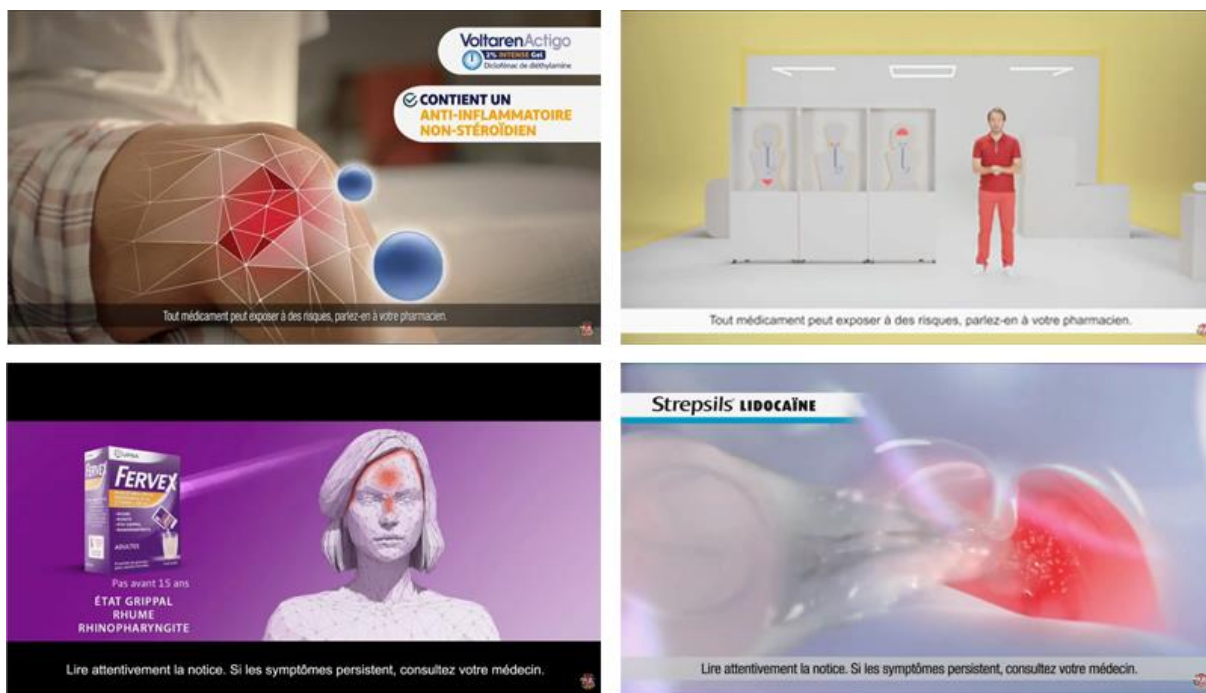 VoltarenActigo
2% INTENSE Gel
Diclofénac de diéthylamine
CONTIENT UN
ANTI-INFLAMMATOIRE
NON-STÉROÏDIEN
Tout médicament peut exposer à des risques, parlez-en à votre pharmacien.
Tout médicament peut exposer à des risques, parlez-en à votre pharmacien.
UPSA
FERVEX
ADULTES
Pas avant 15 ans
ÉTAT GRIPPAL
RHUME
RHINOPHARYNGITE
Lire attentivement la notice. Si les symptômes persistent, consultez votre médecin.
Strepsils LIDOCAÏNE
Lire attentivement la notice. Si les symptômes persistent, consultez votre médecin.